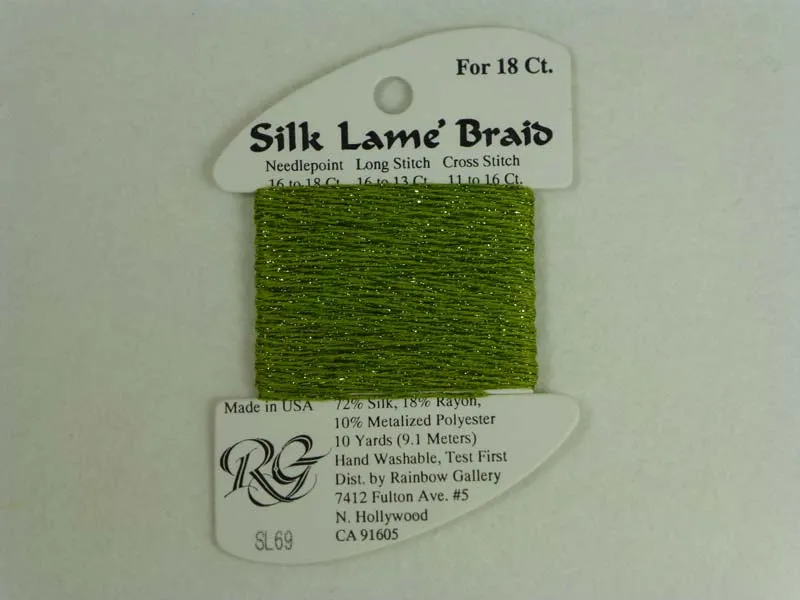 For 18 Ct.
Silk Lame' Braid
Needlepoint Long Stitch Cross Stitch
16 to 18 Ct. 16 to 13 Ct. 11 to 16 Ct.
Made in USA
72% Silk, 18% Rayon,
10% Metalized Polyester
10 Yards (9.1 Meters)
Hand Washable, Test First
Dist. by Rainbow Gallery
7412 Fulton Ave. #5
N. Hollywood
CA 91605
RG
SL69